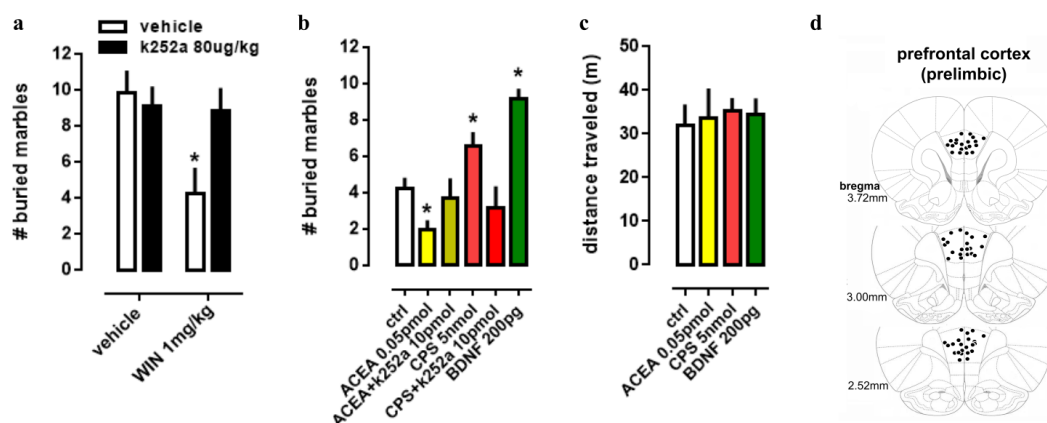 a
vehicle
k252a 80ug/kg
# buried marbles
12
10
8
6
4
2
0
*
vehicle
WIN 1mg/kg
b
# buried marbles
12
10
8
6
4
2
0
*
*
*
ctrl
ACEA 0.05pmol
ACEA+k252a 10pmol
CPS 5nmol
CPS+k252a 10pmol
BDNF 200pg
c
distance traveled (m)
50
40
30
20
10
0
ctrl
ACEA 0.05pmol
CPS 5nmol
BDNF 200pg
d
prefrontal cortex
(prelimbic)
bregma
3.72mm
3.00mm
2.52mm